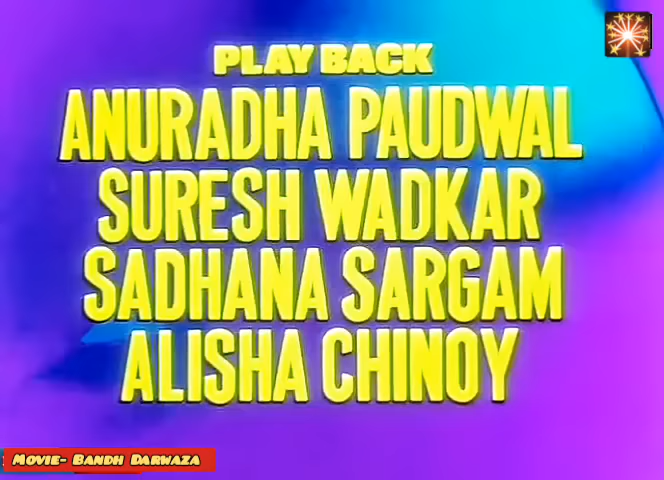 PLAY BACK
ANURADHA PAUDWAL
SURESH WADKAR
SADHANA SARGAM
ALISHA CHINOY
MOVIE- BANDH DARWAZA